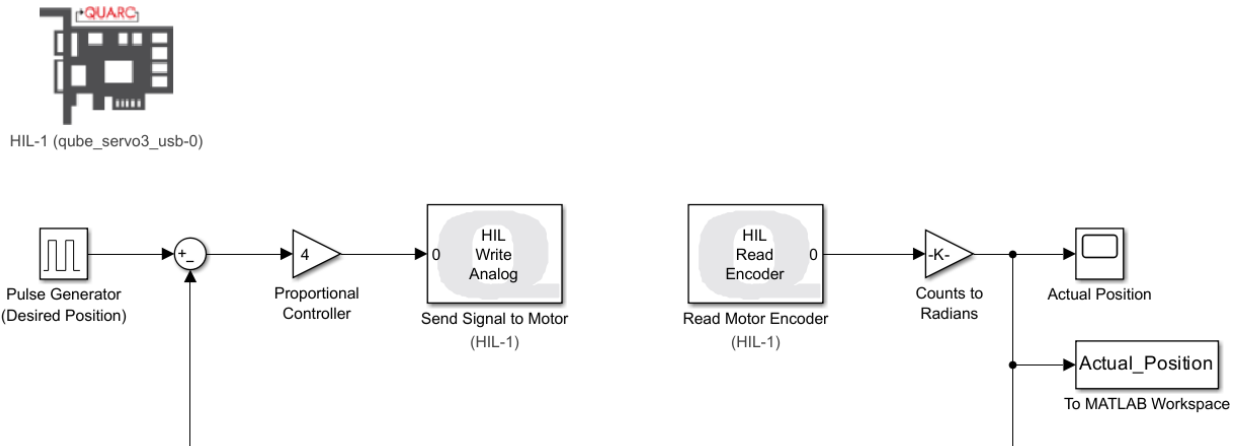 QUARC
HIL-1 (qube_servo3_usb-0)
+
-
Pulse Generator
(Desired Position)
4
Proportional
Controller
0
HIL
Write
Analog
Send Signal to Motor
(HIL-1)
HIL
Read
Encoder
0
Read Motor Encoder
(HIL-1)
-K-
Counts to
Radians
Actual Position
Actual_Position
To MATLAB Workspace